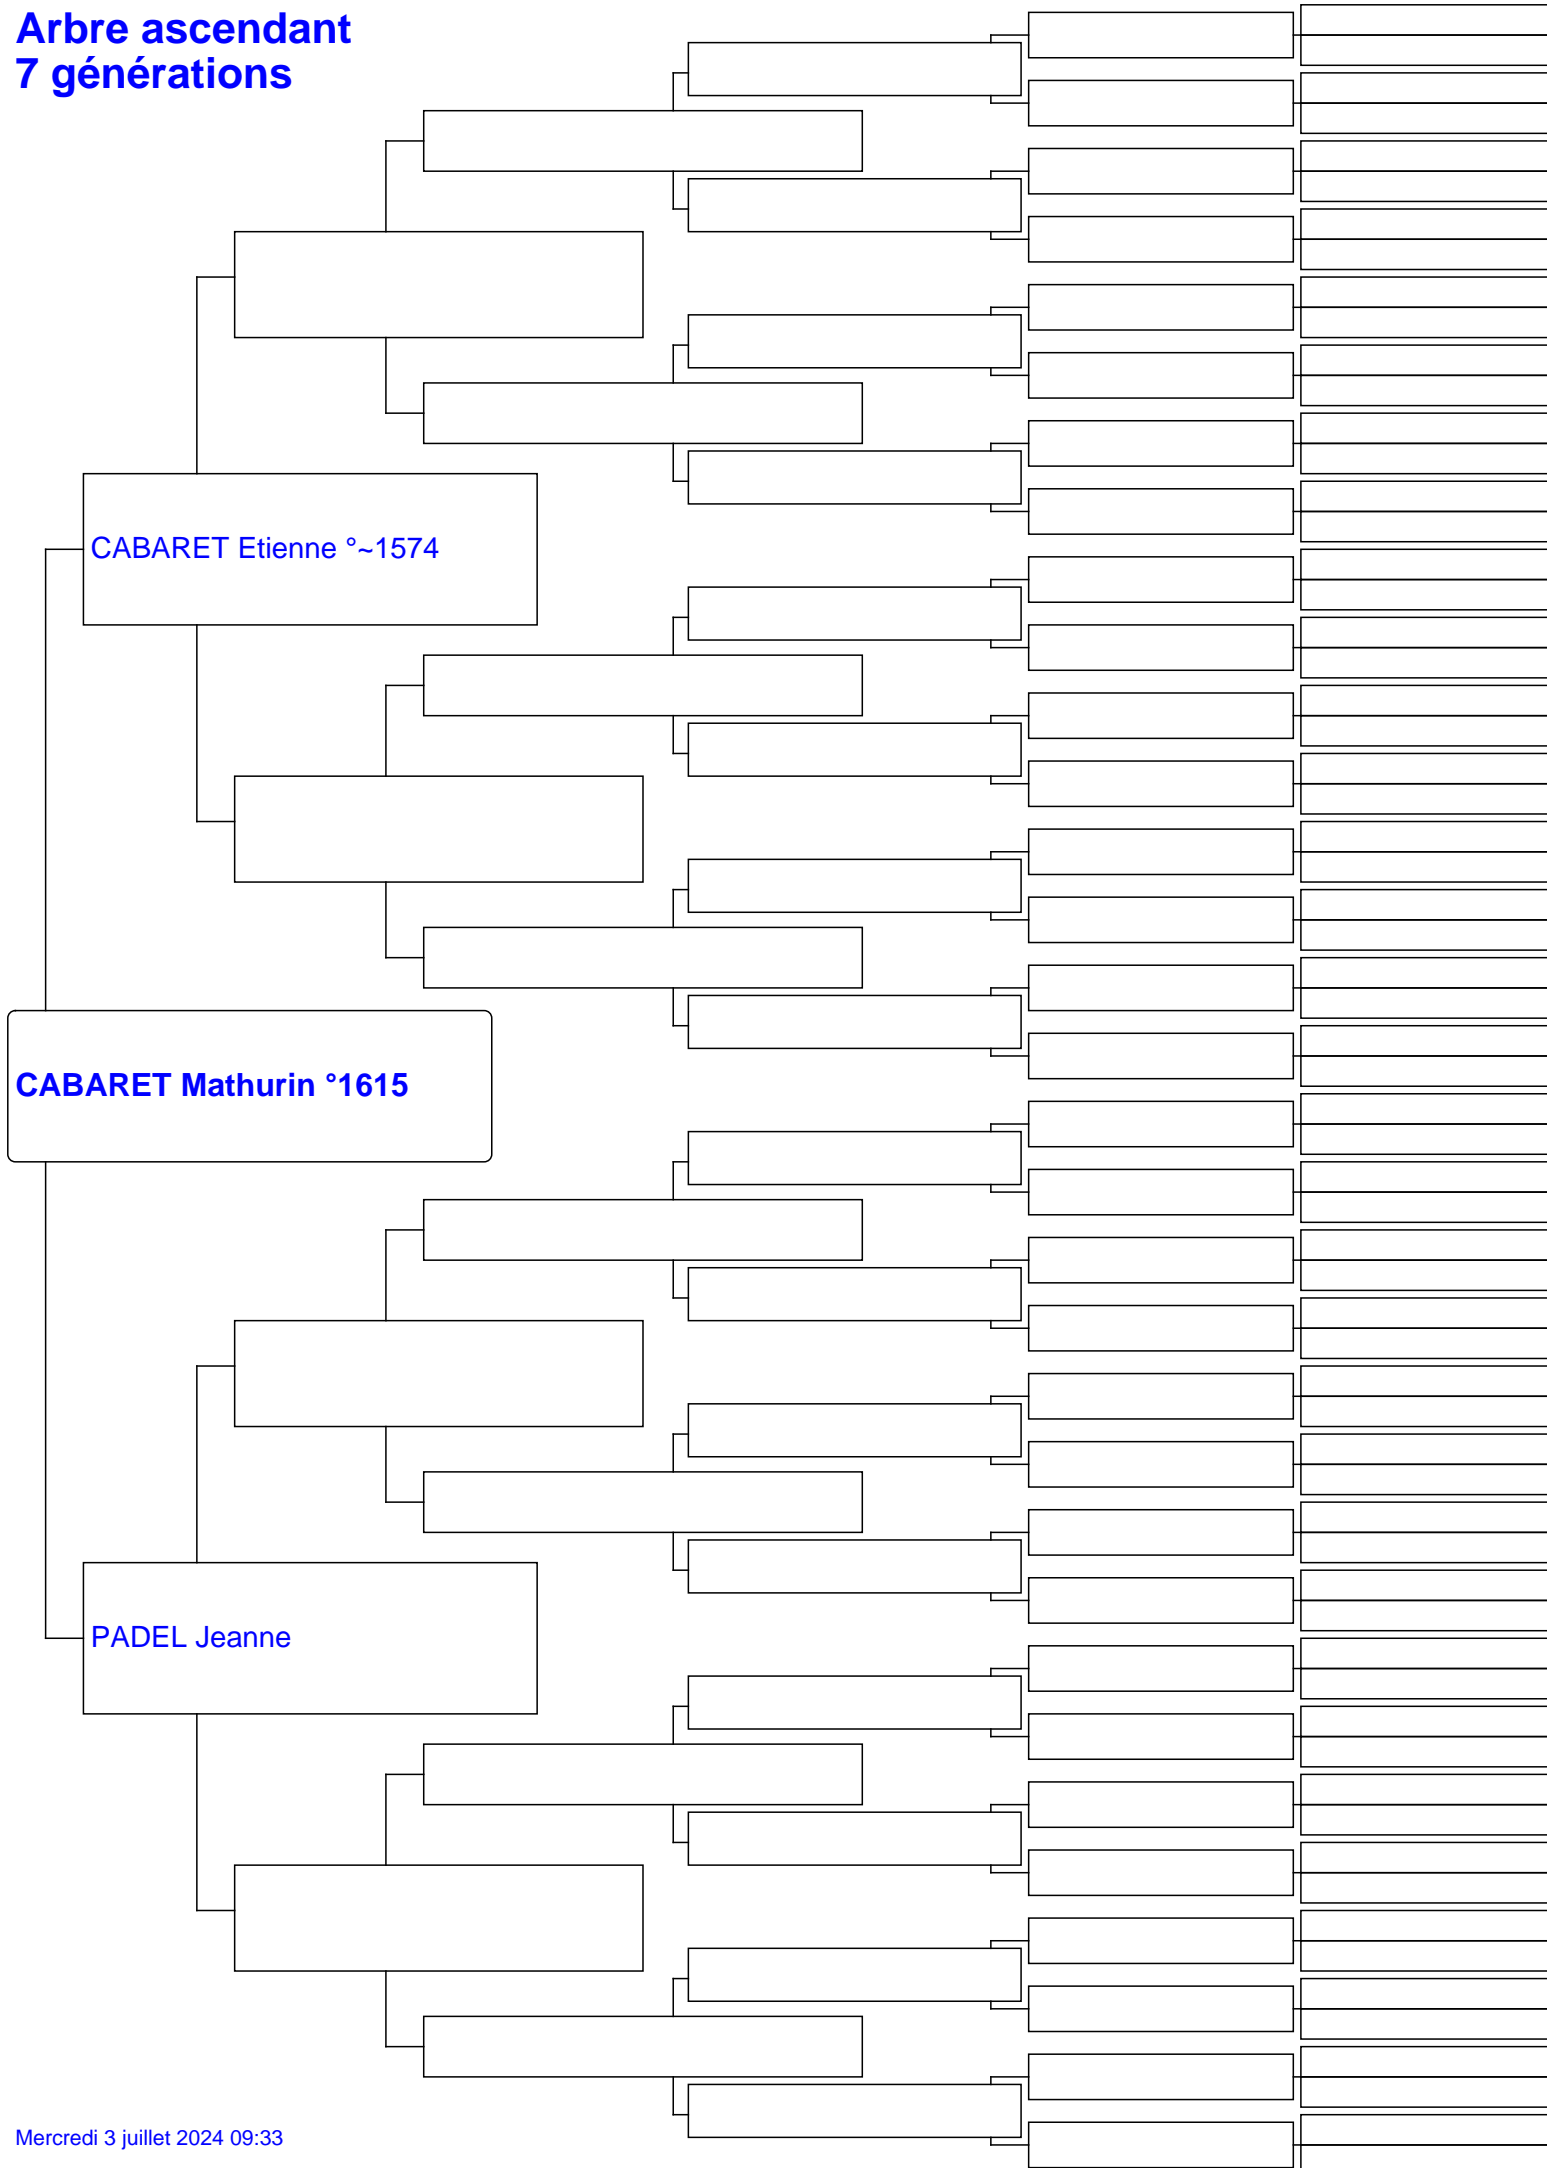 Arbre ascendant
7 générations
CABARET Etienne °~1574
CABARET Mathurin °1615
PADEL Jeanne
Mercredi 3 juillet 2024 09:33